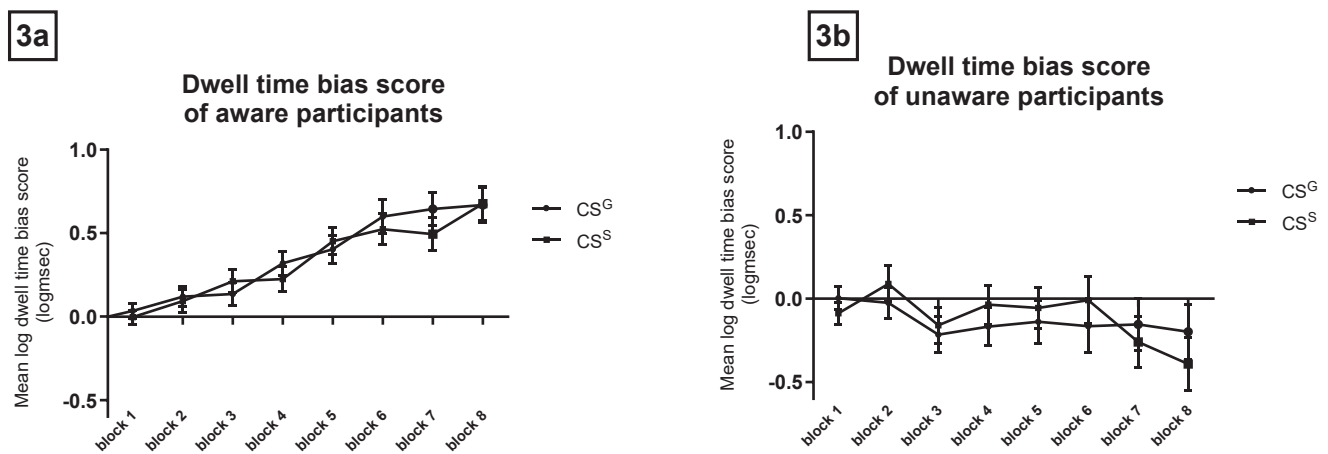 3a
Dwell time bias score
of aware participants
Mean log dwell time bias score
(logmsec)
1.0
0.5
0.0
-0.5
block 1
block 2
block 3
block 4
block 5
block 6
block 7
block 8
CSᴳ
CSˢ
3b
Dwell time bias score
of unaware participants
Mean log dwell time bias score
(logmsec)
1.0
0.5
0.0
-0.5
block 1
block 2
block 3
block 4
block 5
block 6
block 7
block 8
CSᴳ
CSˢ